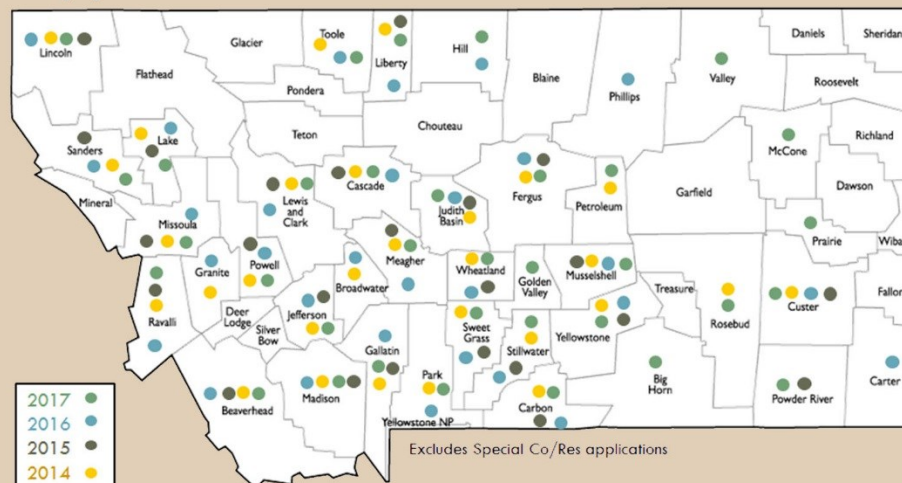 Lincoln
Glacier
Toole
Liberty
Hill
Blaine
Phillips
Valley
Daniels
Sheridan
Flathead
Pondera
Roosevelt
Teton
Chouteau
Sanders
Lake
Mineral
Missoula
Lewis
and
Clark
Cascade
Judith
Basin
Fergus
Petroleum
Garfield
McCone
Richland
Dawson
Prairie
Wiba
Granite
Powell
Meagher
Broadwater
Wheatland
Golden
Valley
Musselshell
Treasure
Rosebud
Custer
Fallon
Ravalli
Deer
Lodge
Silver
Bow
Jefferson
Gallatin
Sweet
Grass
Stillwater
Yellowstone
Park
Big
Horn
Carter
Beaverhead
Madison
Carbon
Powder River
Yellowstone NP
2017
2016
2015
2014
Excludes Special Co/Res applications